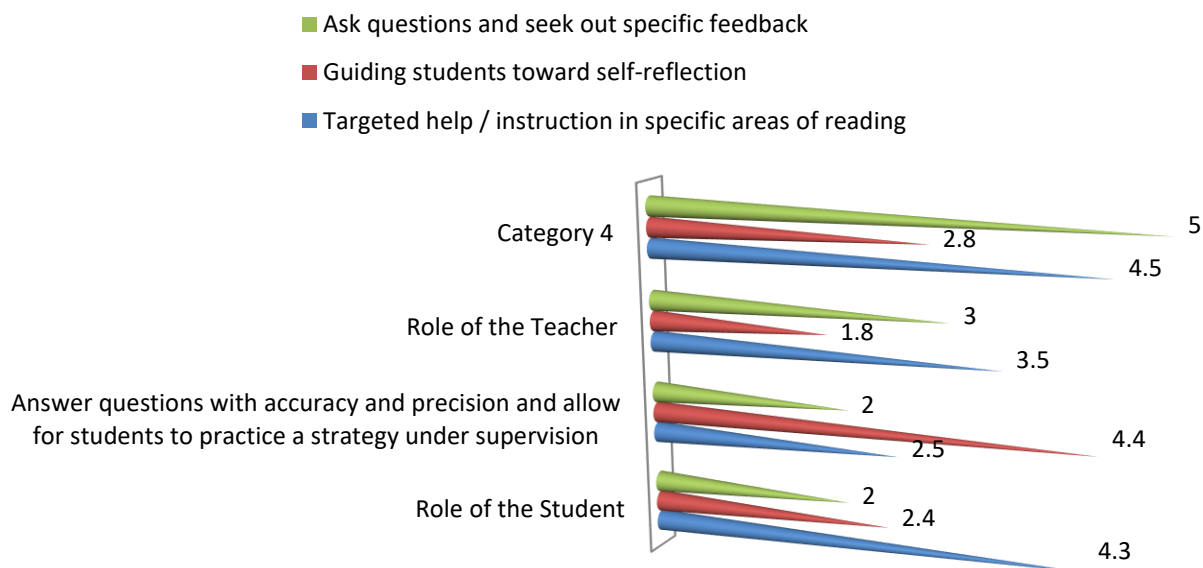 Ask questions and seek out specific feedback
Guiding students toward self-reflection
Targeted help / instruction in specific areas of reading
Category 4
5
2.8
4.5
Role of the Teacher
3
1.8
3.5
Answer questions with accuracy and precision and allow
for students to practice a strategy under supervision
2
4.4
2.5
Role of the Student
2
2.4
4.3